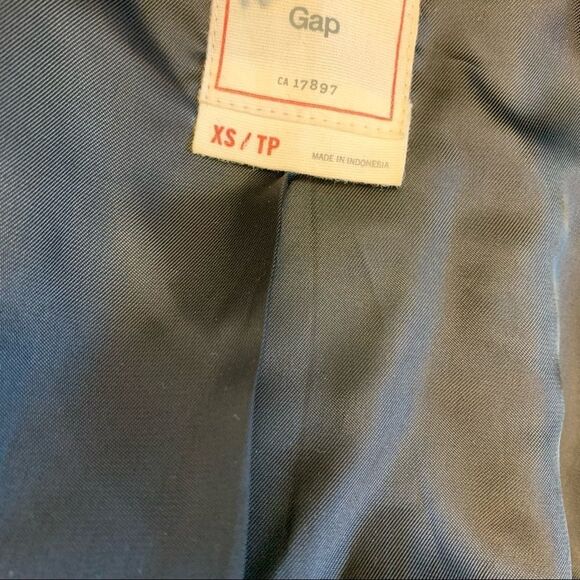 Gap
CA 17897
XS / TP
MADE IN INDONESIA